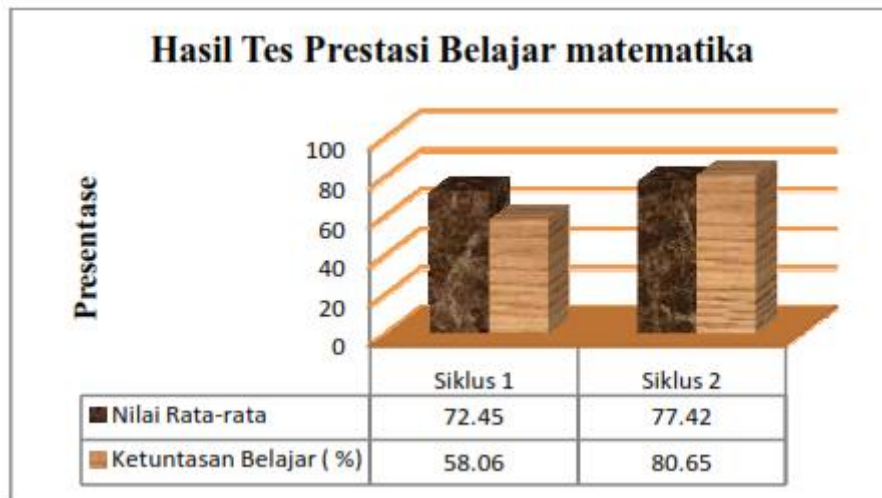 Hasil Tes Prestasi Belajar matematika
Presentase
100
80
60
40
20
0
Siklus 1 Siklus 2
Nilai Rata-rata 72.45 77.42
Ketuntasan Belajar ( %) 58.06 80.65